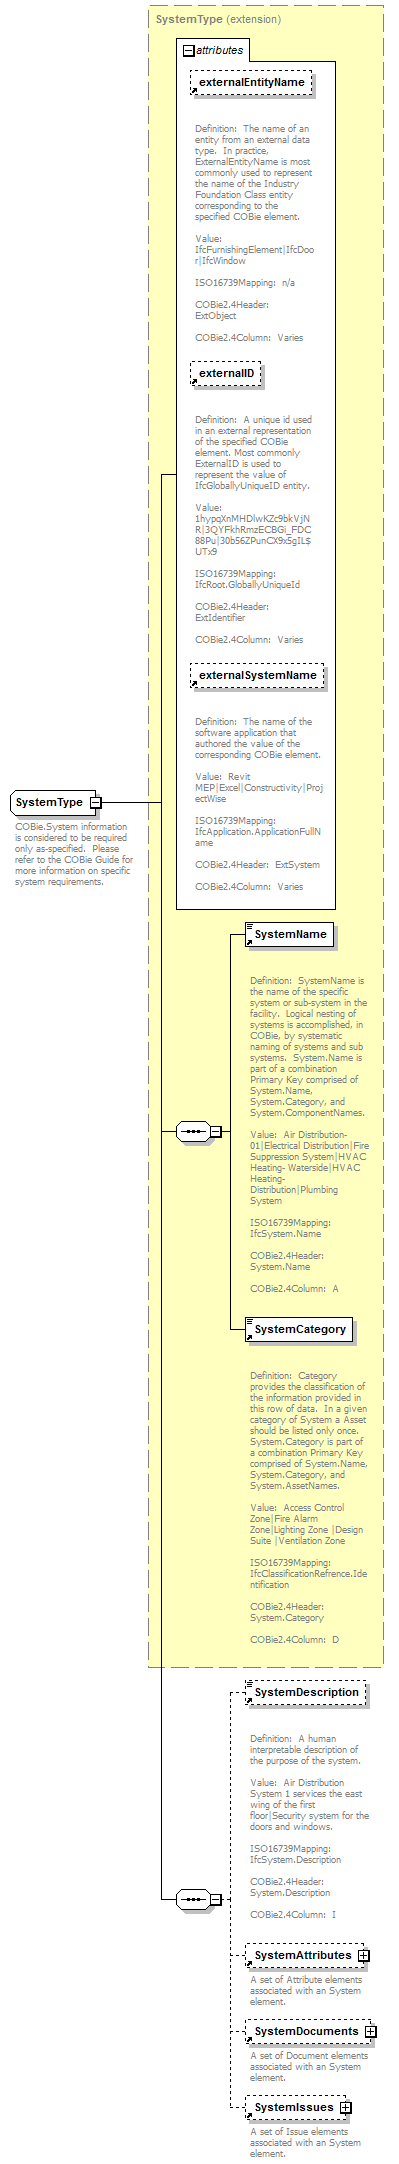 SystemType (extension)
attributes
externalEntityName
Definition: The name of an
entity from an external data
type. In practice,
ExternalEntityName is most
commonly used to represent
the name of the Industry
Foundation Class entity
corresponding to the
specified COBie element.
Value:
IfcFurnishingElement|IfcDoo
r|IfcWindow
ISO16739Mapping: n/a
COBie2.4Header:
ExtObject
COBie2.4Column: Varies
externalID
Definition: A unique id used
in an external representation
of the specified COBie
element. Most commonly
ExternalID is used to
represent the value of
IfcGloballyUniqueID entity.
Value:
1hypqXnMHDlwKZc9bkVjN
R|3QYFkhRmzECBGi_FDC
88Pu|30b56ZPunCX9x5gIL$
UTx9
ISO16739Mapping:
IfcRoot.GloballyUniqueId
COBie2.4Header:
ExtIdentifier
COBie2.4Column: Varies
externalSystemName
Definition: The name of the
software application that
authored the value of the
corresponding COBie element.
Value: Revit
MEP|Excel|Constructivity|Proj
ectWise
ISO16739Mapping:
IfcApplication.ApplicationFullN
ame
COBie2.4Header: ExtSystem
COBie2.4Column: Varies
SystemType
COBie.System information
is considered to be required
only as-specified. Please
refer to the COBie Guide for
more information on specific
system requirements.
SystemName
Definition: SystemName is
the name of the specific
system or sub-system in the
facility. Logical nesting of
systems is accomplished, in
COBie, by systematic
naming of systems and sub
systems. System.Name is
part of a combination
Primary Key comprised of
System.Name,
System.Category, and
System.ComponentNames.
Value: Air Distribution-
01|Electrical Distribution|Fire
Suppression System|HVAC
Heating- Waterside|HVAC
Heating-
Distribution|Plumbing
System
ISO16739Mapping:
IfcSystem.Name
COBie2.4Header:
System.Name
COBie2.4Column: A
SystemCategory
Definition: Category
provides the classification of
the information provided in
this row of data. In a given
category of System a Asset
should be listed only once.
System.Category is part of
a combination Primary Key
comprised of System.Name,
System.Category, and
System.AssetNames.
Value: Access Control
Zone|Fire Alarm
Zone|Lighting Zone |Design
Suite |Ventilation Zone
ISO16739Mapping:
IfcClassificationRefrence.Ide
ntification
COBie2.4Header:
System.Category
COBie2.4Column: D
SystemDescription
Definition: A human
interpretable description of
the purpose of the system.
Value: Air Distribution
System 1 services the east
wing of the first
floor|Security system for the
doors and windows.
ISO16739Mapping:
IfcSystem.Description
COBie2.4Header:
System.Description
COBie2.4Column: I
SystemAttributes
A set of Attribute elements
associated with an System
element.
SystemDocuments
A set of Document elements
associated with an System
element.
SystemIssues
A set of Issue elements
associated with an System
element.